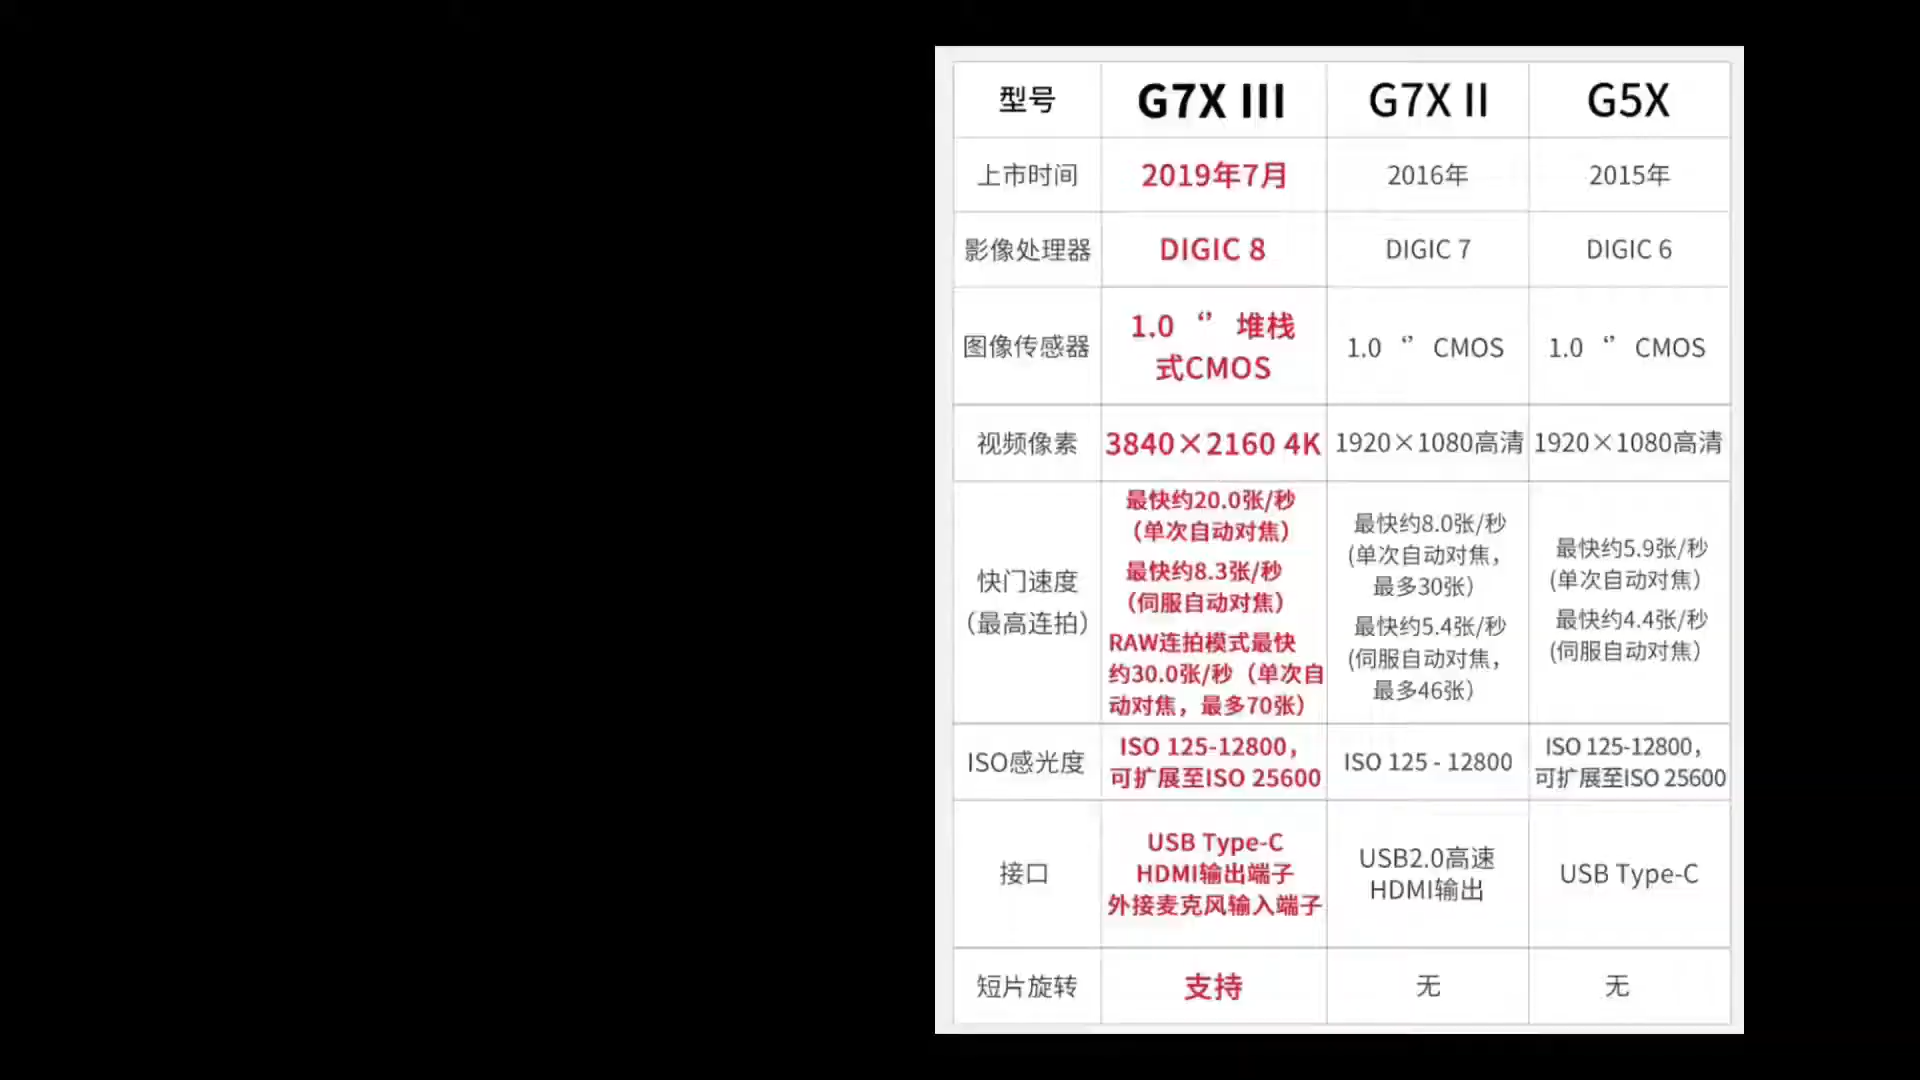 型号 G7X III G7X II G5X
上市时间 2019年7月 2016年 2015年
影像处理器 DIGIC 8 DIGIC 7 DIGIC 6
图像传感器
1.0 “ 堆栈
式CMOS
1.0 “ CMOS
1.0 “ CMOS
视频像素 3840×2160 4K 1920×1080高清 1920×1080高清
快门速度
（最高连拍）
最快约20.0张/秒
（单次自动对焦）
最快约8.3张/秒
（伺服自动对焦）
RAW连拍模式最快
约30.0张/秒（单次自
动对焦，最多70张）
最快约8.0张/秒
(单次自动对焦，
最多30张）
最快约5.4张/秒
(伺服自动对焦，
最多46张）
最快约5.9张/秒
(单次自动对焦）
最快约4.4张/秒
(伺服自动对焦）
ISO感光度
ISO 125-12800，
可扩展至ISO 25600
ISO 125 - 12800
ISO 125-12800，
可扩展至ISO 25600
接口
USB Type-C
HDMI输出端子
外接麦克风输入端子
USB2.0高速
HDMI输出
USB Type-C
短片旋转 支持 无 无